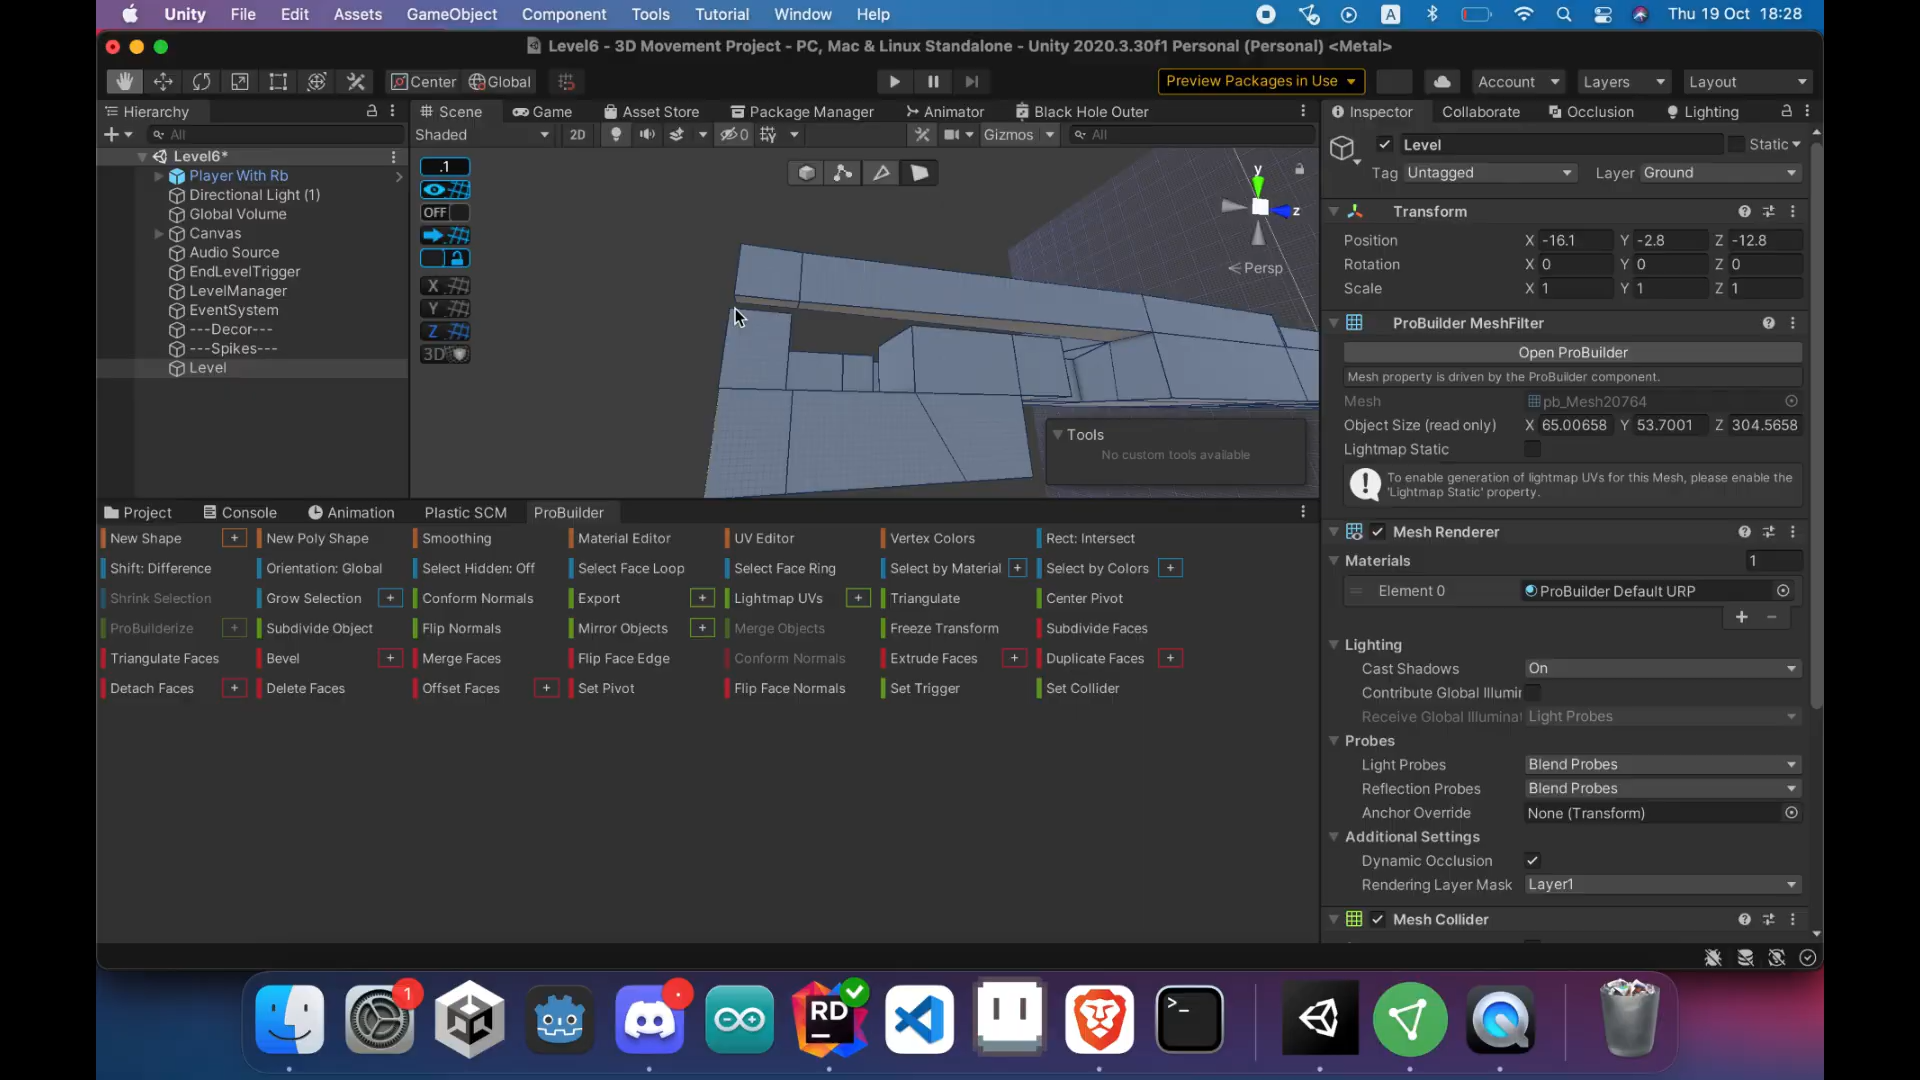 Unity File Edit Assets GameObject Component Tools Tutorial Window Help A Thu 19 Oct 18:28
Level6 - 3D Movement Project - PC, Mac & Linux Standalone - Unity 2020.3.30f1 Personal (Personal) <Metal>
Center Global Preview Packages in Use Account Layers Layout
Hierarchy Scene Game Asset Store Package Manager Animator Black Hole Outer Inspector Collaborate Occlusion Lighting
All Shaded 2D 0 Gizmos All
Level Static
Level6*
Player With Rb
Directional Light (1)
Global Volume
Canvas
Audio Source
EndLevelTrigger
LevelManager
EventSystem
---Decor---
---Spikes---
Level
.1
OFF
X
Y
Z
3D
y
z
Persp
Tools
No custom tools available
Tag Untagged Layer Ground
Transform
Position X -16.1 Y -2.8 Z -12.8
Rotation X 0 Y 0 Z 0
Scale X 1 Y 1 Z 1
ProBuilder MeshFilter
Open ProBuilder
Mesh property is driven by the ProBuilder component.
Mesh pb_Mesh20764
Object Size (read only) X 65.00658 Y 53.7001 Z 304.5658
Lightmap Static
To enable generation of lightmap UVs for this Mesh, please enable the
'Lightmap Static' property.
Mesh Renderer
Materials 1
Element 0 ProBuilder Default URP
Lighting
Cast Shadows On
Contribute Global Illumir
Receive Global Illuminat Light Probes
Probes
Light Probes Blend Probes
Reflection Probes Blend Probes
Anchor Override None (Transform)
Additional Settings
Dynamic Occlusion
Rendering Layer Mask Layer1
Mesh Collider
Project Console Animation Plastic SCM ProBuilder
New Shape + New Poly Shape Smoothing Material Editor UV Editor Vertex Colors Rect: Intersect
Shift: Difference Orientation: Global Select Hidden: Off Select Face Loop Select Face Ring Select by Material + Select by Colors +
Shrink Selection Grow Selection + Conform Normals Export + Lightmap UVs + Triangulate Center Pivot
ProBuilderize + Subdivide Object Flip Normals Mirror Objects + Merge Objects Freeze Transform Subdivide Faces
Triangulate Faces Bevel + Merge Faces Flip Face Edge Conform Normals Extrude Faces + Duplicate Faces +
Detach Faces + Delete Faces Offset Faces + Set Pivot Flip Face Normals Set Trigger Set Collider
1
RD
>_